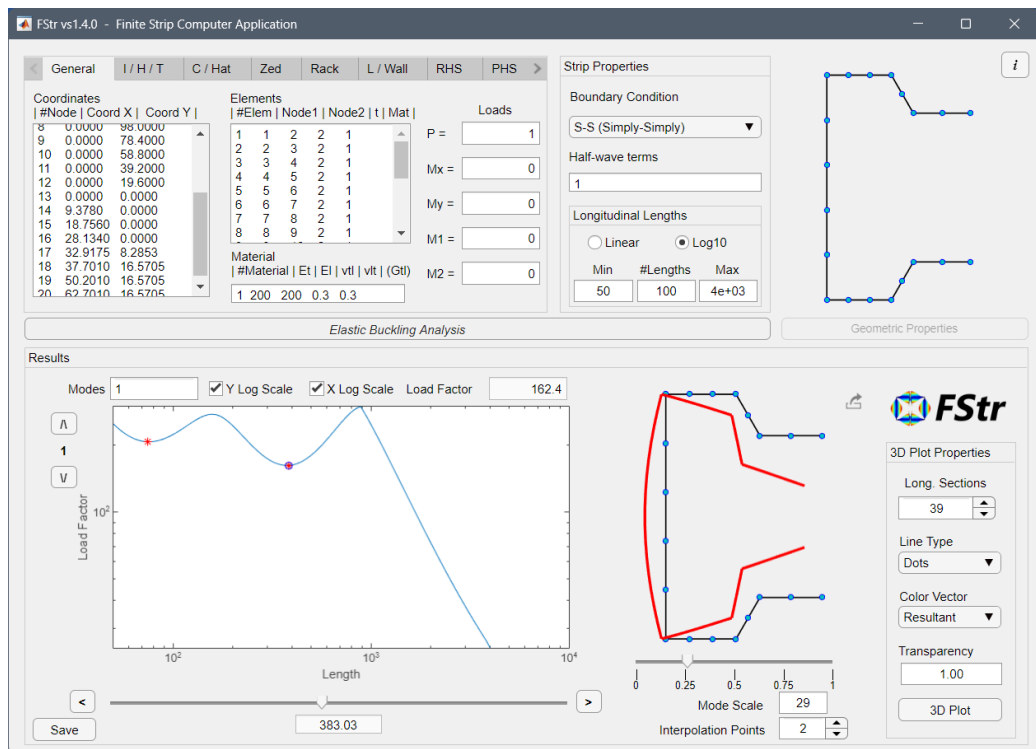 FStr vs1.4.0 - Finite Strip Computer Application
General I / H / T C / Hat Zed Rack L / Wall RHS PHS
Coordinates
| #Node | Coord X | Coord Y |
8 0.0000 98.0000
9 0.0000 78.4000
10 0.0000 58.8000
11 0.0000 39.2000
12 0.0000 19.6000
13 0.0000 0.0000
14 9.3780 0.0000
15 18.7560 0.0000
16 28.1340 0.0000
17 32.9175 8.2853
18 37.7010 16.5705
19 50.2010 16.5705
20 62.7010 16.5705
Elements
| #Elem | Node1 | Node2 | t | Mat |
1 1 2 2 1
2 2 3 2 1
3 3 4 2 1
4 4 5 2 1
5 5 6 2 1
6 6 7 2 1
7 7 8 2 1
8 8 9 2 1
Material
| #Material | Et | El | vtl | vlt | (Gtl)
1 200 200 0.3 0.3
Loads
P = 1
Mx = 0
My = 0
M1 = 0
M2 = 0
Strip Properties
Boundary Condition
S-S (Simply-Simply)
Half-wave terms
1
Longitudinal Lengths
Linear Log10
Min #Lengths Max
50 100 4e+03
i
Elastic Buckling Analysis
Geometric Properties
Results
Modes 1 Y Log Scale X Log Scale Load Factor 162.4
/\
1
\/
Load Factor
10²
10² 10³ 10⁴
Length
< >
383.03
Save
0 0.25 0.5 0.75 1
Mode Scale 29
Interpolation Points 2
FStr
3D Plot Properties
Long. Sections
39
Line Type
Dots
Color Vector
Resultant
Transparency
1.00
3D Plot